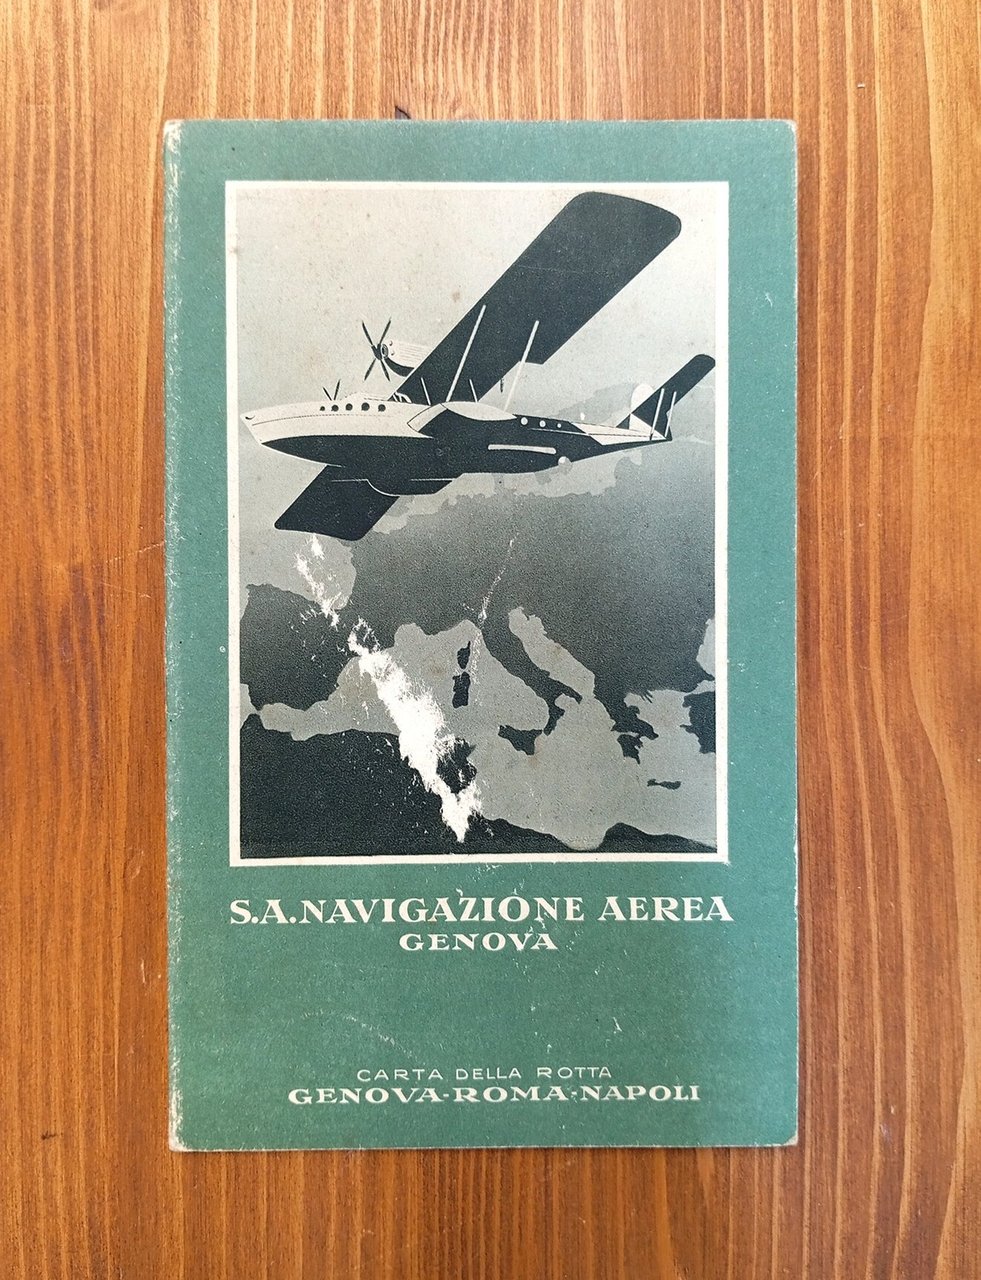 S.A. NAVIGAZIONE AEREA
GENOVA
CARTA DELLA ROTTA
GENOVA-ROMA-NAPOLI